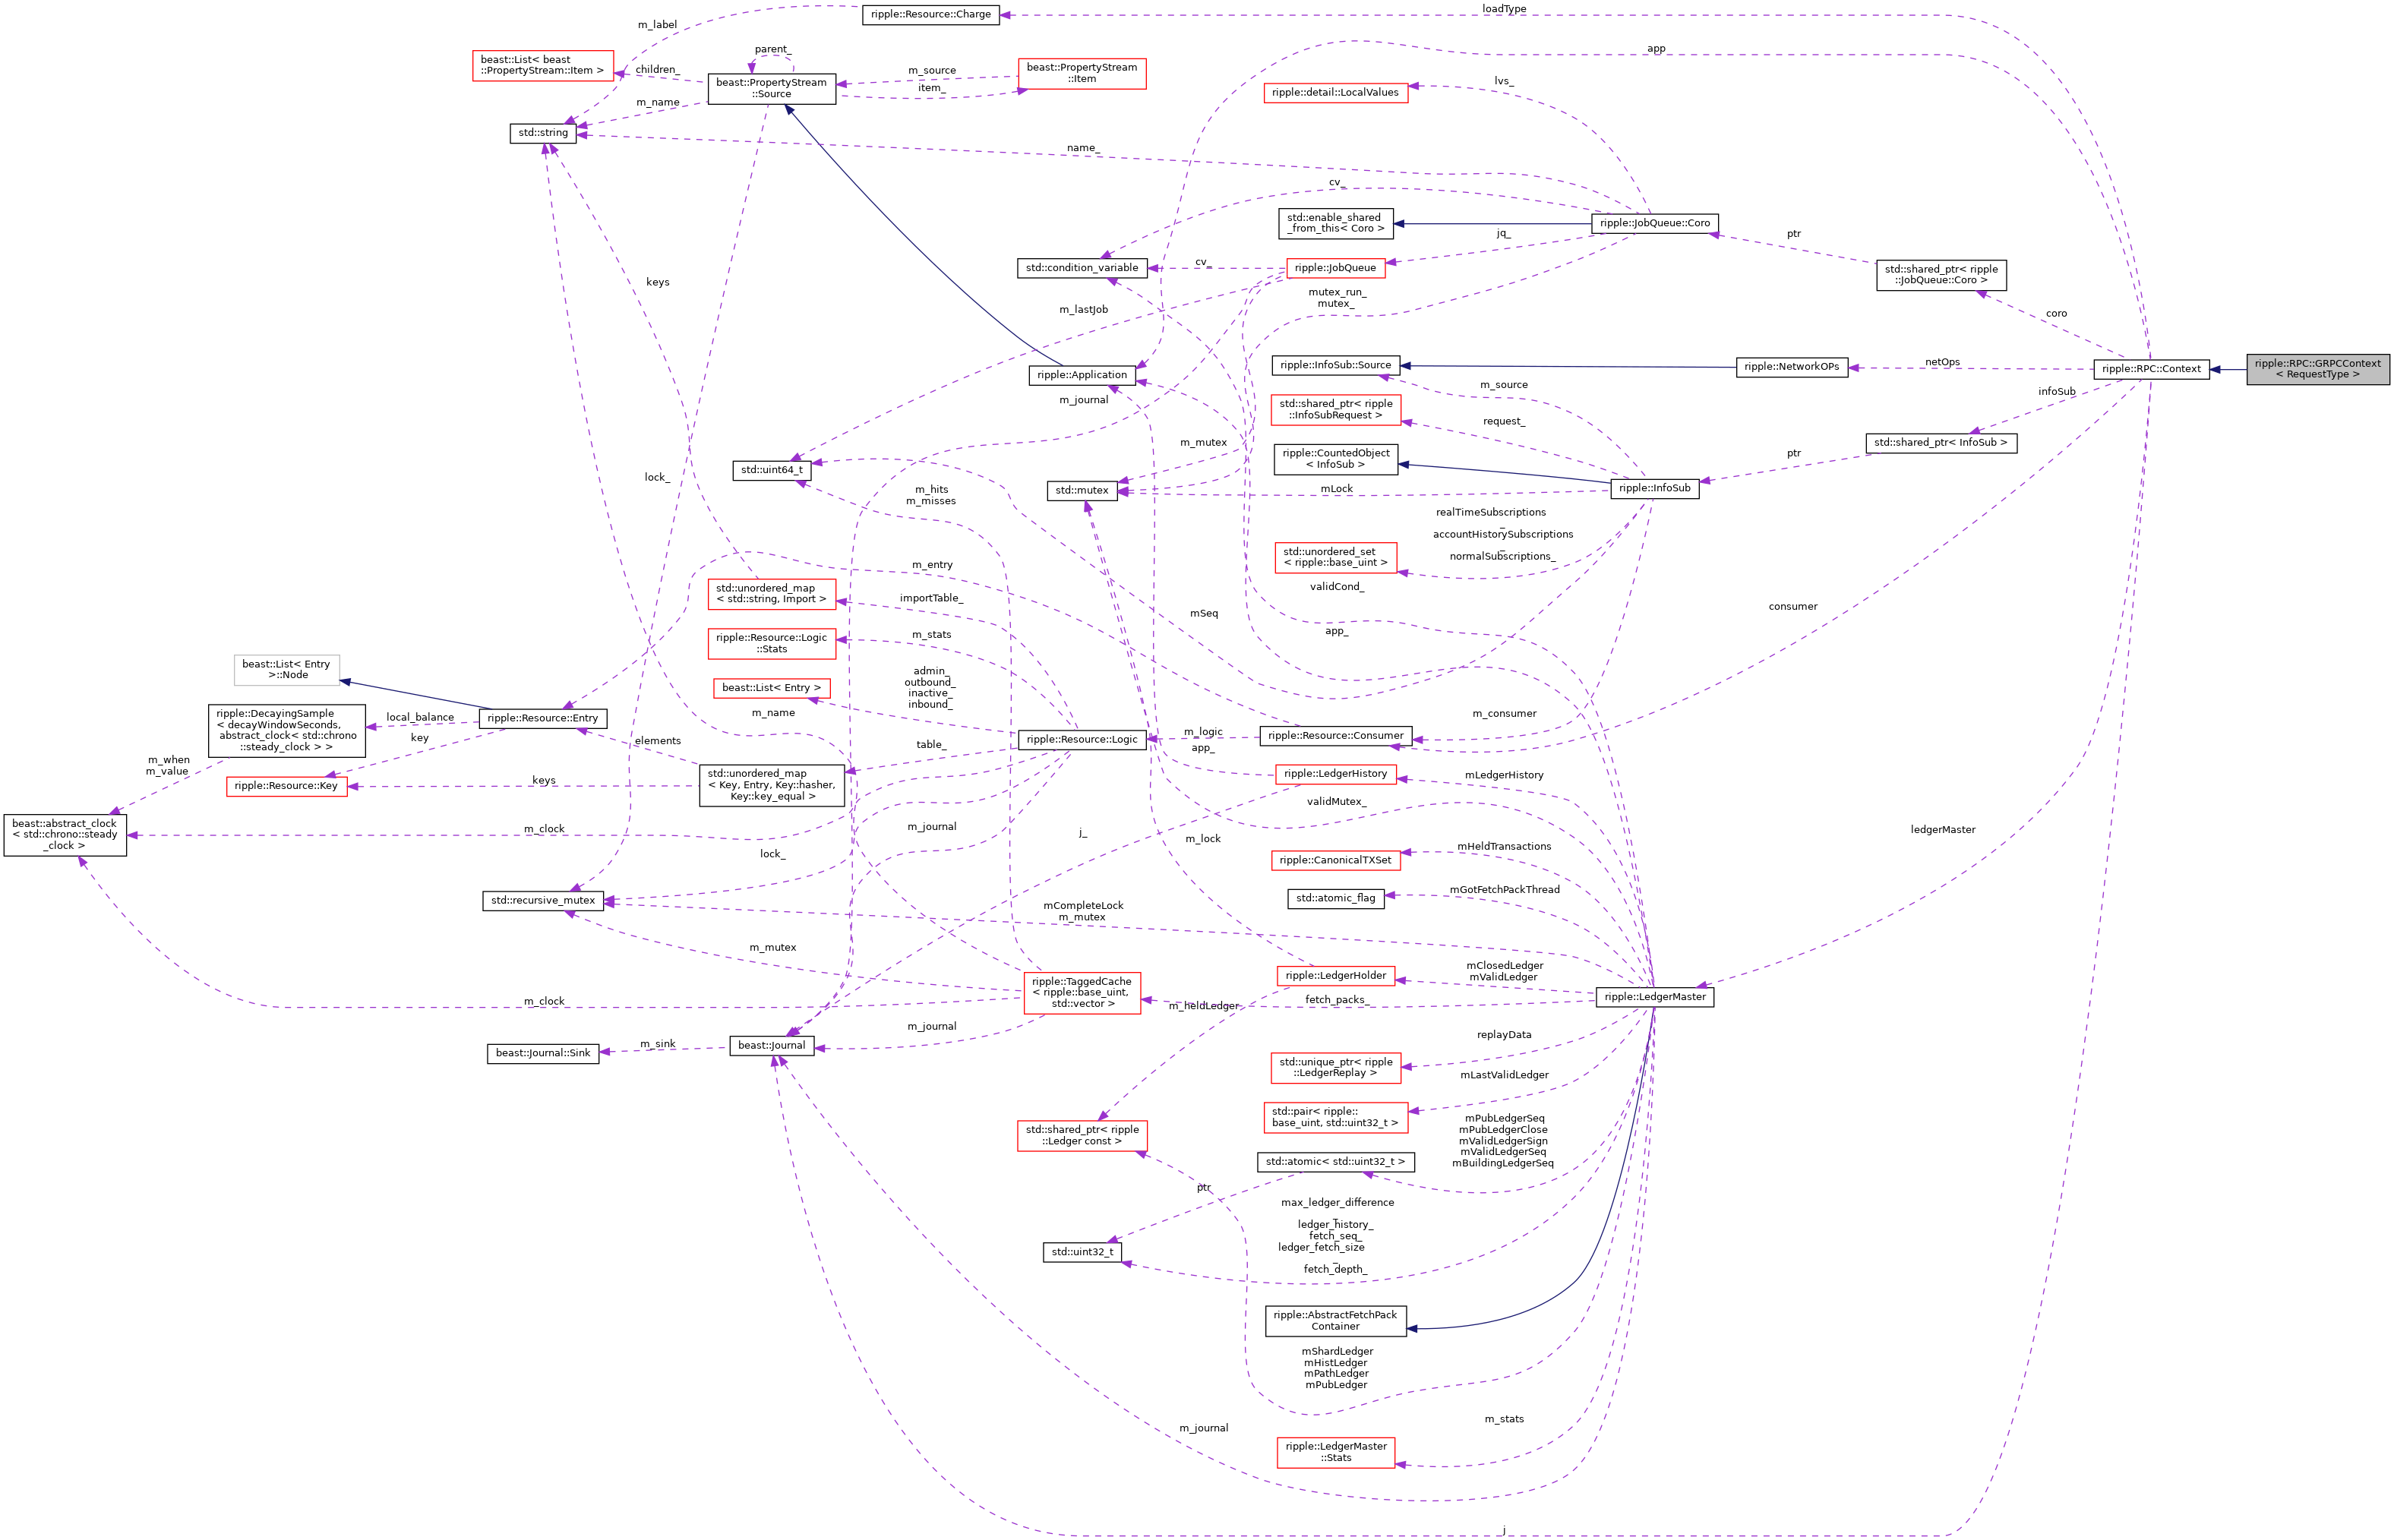 ripple::Resource::Charge
loadType
m_label
app
parent_
beast::List< beast
::PropertyStream::Item >
children_
beast::PropertyStream
::Source
m_source
item_
beast::PropertyStream
::Item
lvs_
ripple::detail::LocalValues
m_name
std::string
name_
cv_
std::enable_shared
_from_this< Coro >
ripple::JobQueue::Coro
jq_
ptr
std::condition_variable
cv_
ripple::JobQueue
std::shared_ptr< ripple
::JobQueue::Coro >
keys
mutex_run_
mutex_
m_lastJob
coro
ripple::InfoSub::Source
ripple::NetworkOPs
netOps
ripple::RPC::Context
ripple::RPC::GRPCContext
< RequestType >
ripple::Application
m_source
infoSub
m_journal
std::shared_ptr< ripple
::InfoSubRequest >
request_
std::shared_ptr< InfoSub >
m_mutex
ripple::CountedObject
< InfoSub >
ptr
lock_
std::uint64_t
m_hits
m_misses
std::mutex
mLock
ripple::InfoSub
realTimeSubscriptions
_
accountHistorySubscriptions
_
normalSubscriptions_
std::unordered_set
< ripple::base_uint >
m_entry
validCond_
std::unordered_map
< std::string, Import >
importTable_
mSeq
consumer
ripple::Resource::Logic
::Stats
m_stats
app_
beast::List< Entry
>::Node
admin_
outbound_
inactive_
inbound_
beast::List< Entry >
ripple::DecayingSample
< decayWindowSeconds,
abstract_clock< std::chrono
::steady_clock > >
local_balance
ripple::Resource::Entry
m_name
m_consumer
key
elements
table_
ripple::Resource::Logic
m_logic
ripple::Resource::Consumer
app_
m_when
m_value
ripple::Resource::Key
keys
std::unordered_map
< Key, Entry, Key::hasher,
Key::key_equal >
ripple::LedgerHistory
mLedgerHistory
validMutex_
beast::abstract_clock
< std::chrono::steady
_clock >
m_clock
m_journal
j_
m_lock
ledgerMaster
lock_
ripple::CanonicalTXSet
mHeldTransactions
std::recursive_mutex
mCompleteLock
m_mutex
std::atomic_flag
mGotFetchPackThread
m_mutex
ripple::TaggedCache
< ripple::base_uint,
std::vector >
ripple::LedgerHolder
mClosedLedger
mValidLedger
m_clock
m_heldLedger
fetch_packs_
ripple::LedgerMaster
m_journal
beast::Journal::Sink
m_sink
beast::Journal
replayData
std::unique_ptr< ripple
::LedgerReplay >
mLastValidLedger
std::pair< ripple::
base_uint, std::uint32_t >
std::shared_ptr< ripple
::Ledger const >
mPubLedgerSeq
mPubLedgerClose
mValidLedgerSign
mValidLedgerSeq
mBuildingLedgerSeq
std::atomic< std::uint32_t >
ptr
max_ledger_difference
_
ledger_history_
fetch_seq_
ledger_fetch_size
_
fetch_depth_
std::uint32_t
ripple::AbstractFetchPack
Container
mShardLedger
mHistLedger
mPathLedger
mPubLedger
m_journal
m_stats
ripple::LedgerMaster
::Stats
j